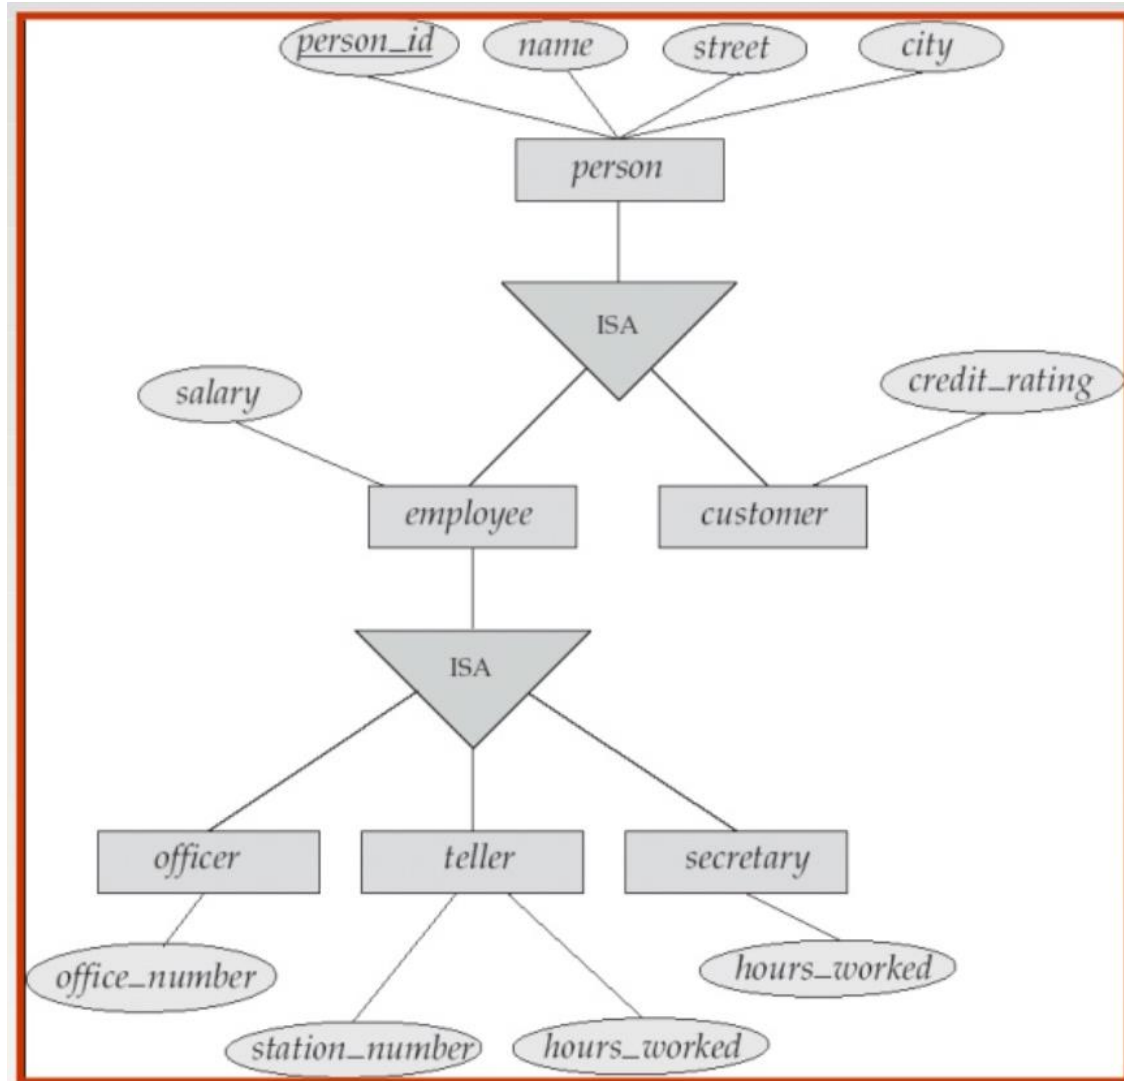 person_id
name
street
city
person
ISA
salary
credit_rating
employee
customer
ISA
officer
teller
secretary
office_number
hours_worked
station_number
hours_worked